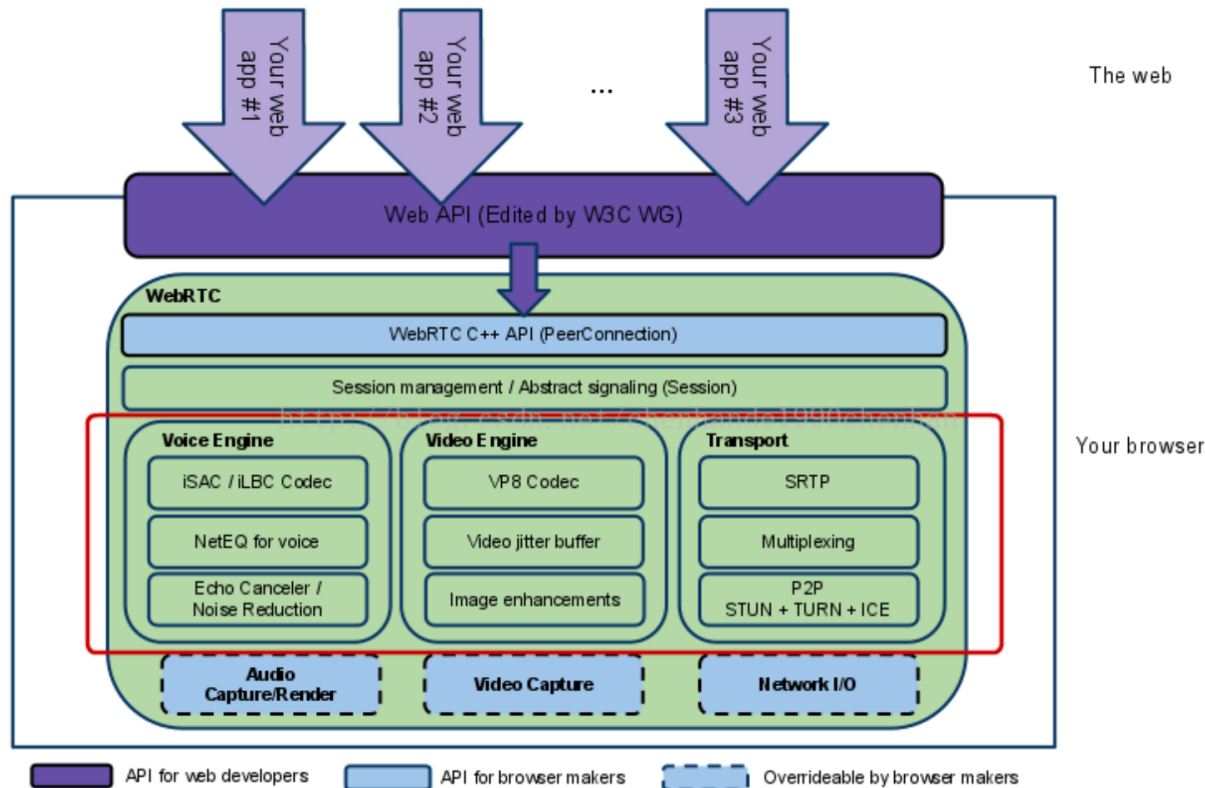 Your web
app #1
Your web
app #2
...
Your web
app #3
The web
Web API (Edited by W3C WG)
WebRTC
WebRTC C++ API (PeerConnection)
Session management / Abstract signaling (Session)
Your browser
Voice Engine
iSAC / iLBC Codec
NetEQ for voice
Echo Canceler /
Noise Reduction
Video Engine
VP8 Codec
Video jitter buffer
Image enhancements
Transport
SRTP
Multiplexing
P2P
STUN + TURN + ICE
Audio
Capture/Render
Video Capture
Network I/O
API for web developers
API for browser makers
Overrideable by browser makers